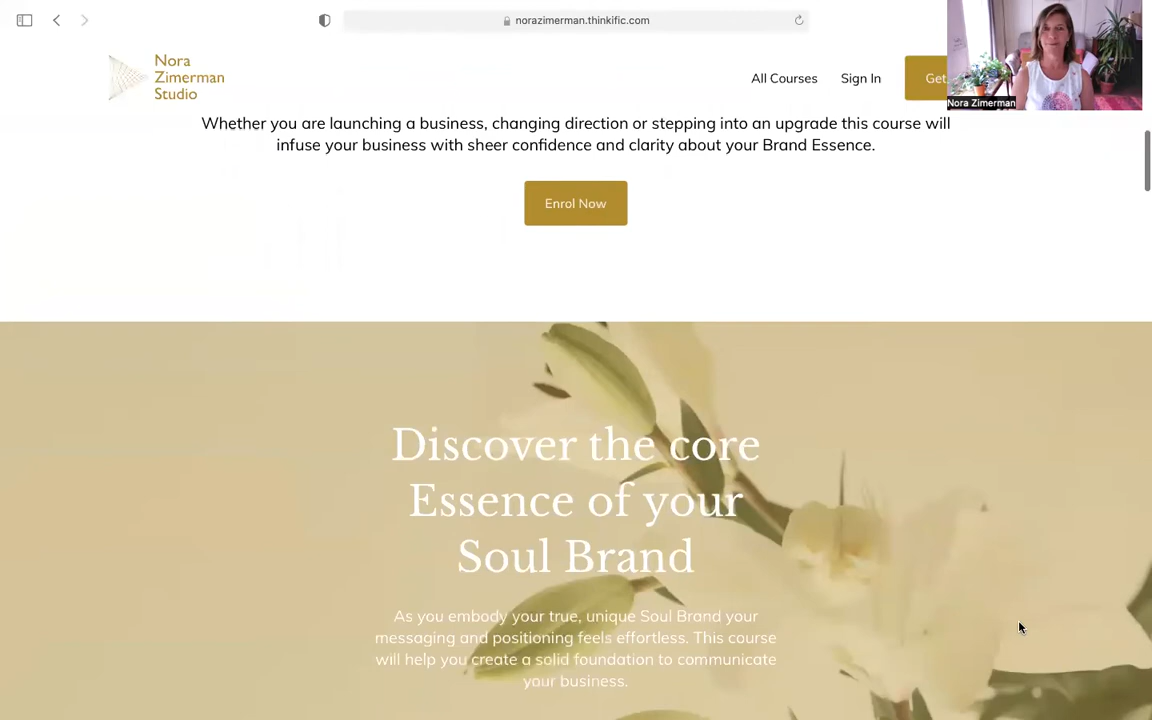 norazimerman.thinkific.com
Nora
Zimerman
Studio
All Courses
Sign In
Get
Nora Zimerman
Whether you are launching a business, changing direction or stepping into an upgrade this course will
infuse your business with sheer confidence and clarity about your Brand Essence.
Enrol Now
Discover the core
Essence of your
Soul Brand
As you embody your true, unique Soul Brand your
messaging and positioning feels effortless. This course
will help you create a solid foundation to communicate
your business.